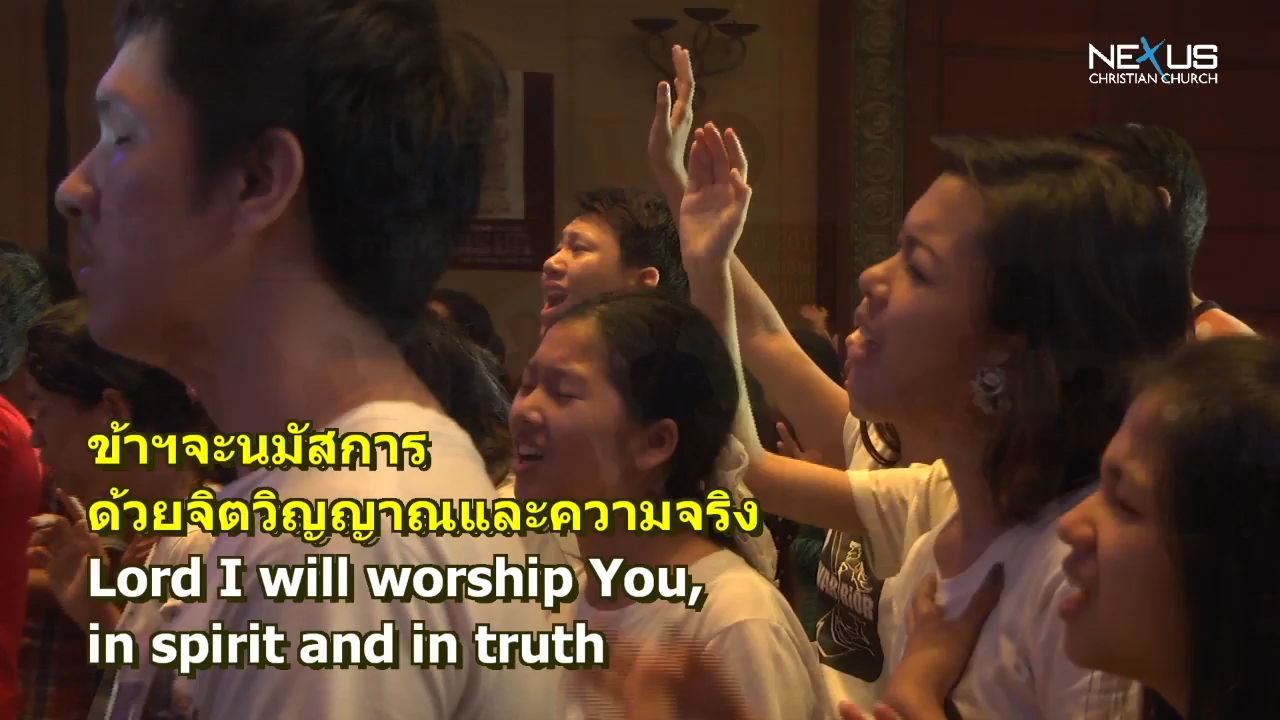 NEXUS
CHRISTIAN CHURCH
ข้าฯจะนมัสการ
ด้วยจิตวิญญาณและความจริง
Lord I will worship You,
in spirit and in truth
WARRIOR